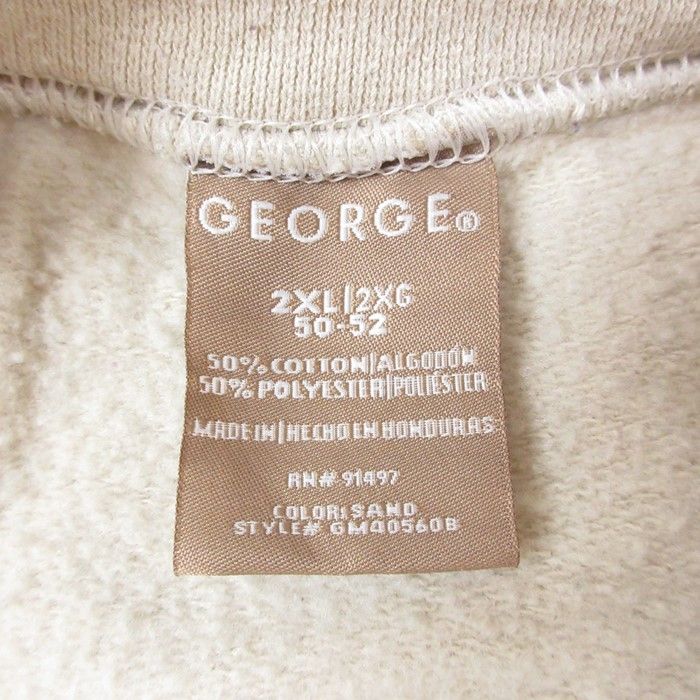 GEORGE®
2XL|2XG
50-52
50% COTTON|ALGODÓN
50% POLYESTER|POLIÉSTER
MADE IN|HECHO EN HONDURAS
RN# 91497
COLOR:SAND
STYLE# GM40560B